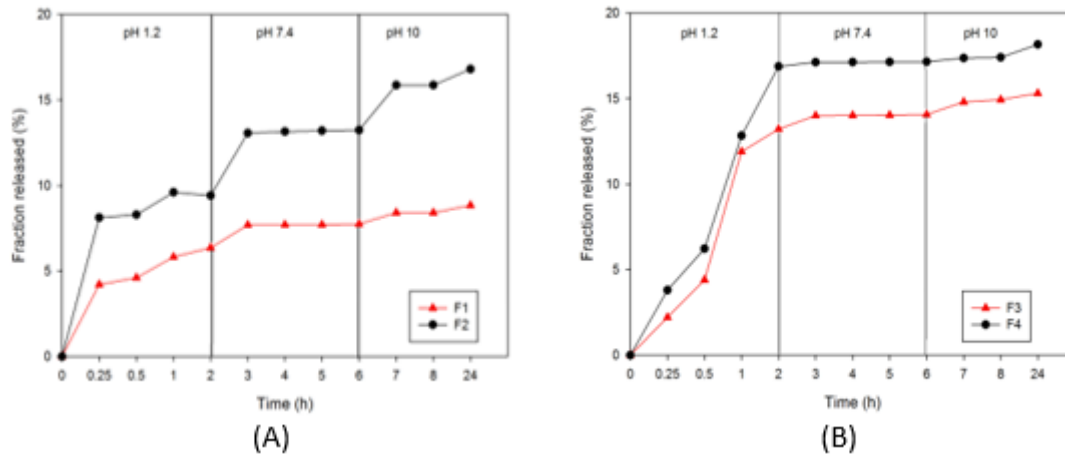 20
15
10
5
0
Fraction released (%)
pH 1.2
pH 7.4
pH 10
F1
F2
0 0.25 0.5 1 2 3 4 5 6 7 8 24
Time (h)
(A)
20
15
10
5
0
Fraction released (%)
pH 1.2
pH 7.4
pH 10
F3
F4
0 0.25 0.5 1 2 3 4 5 6 7 8 24
Time (h)
(B)